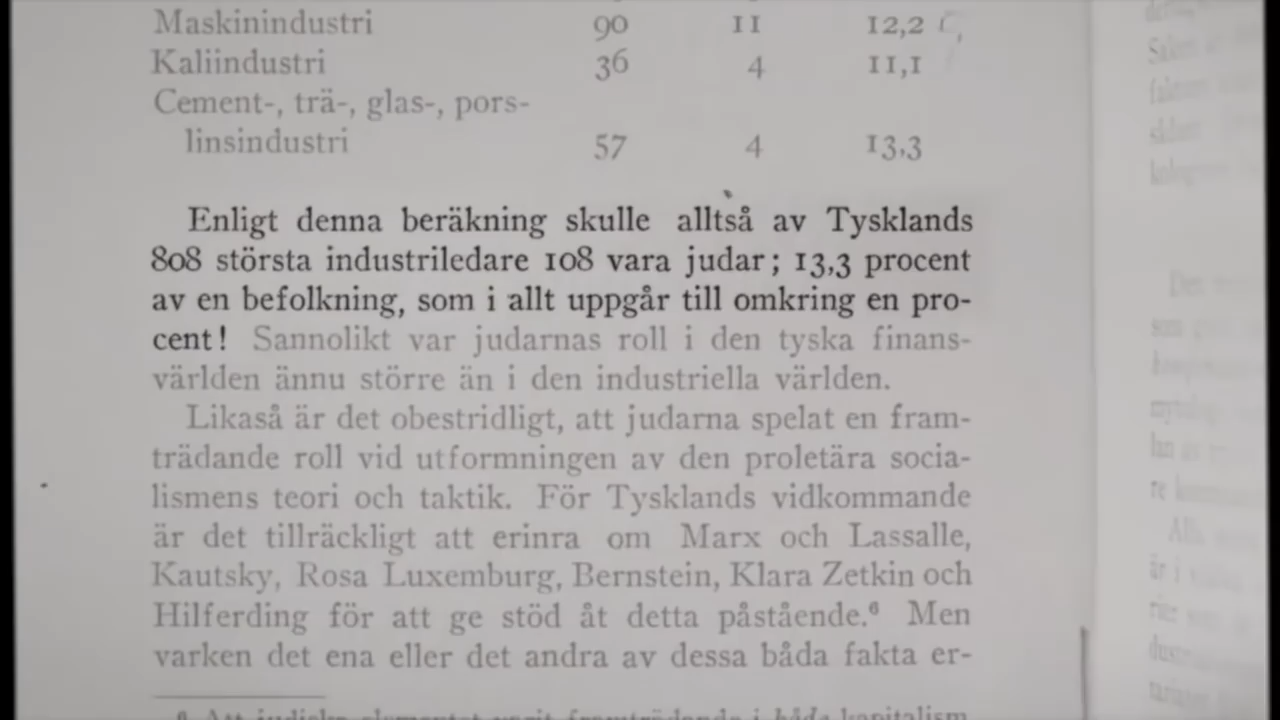 Maskinindustri 90 11 12,2
Kaliindustri 36 4 11,1
Cement-, trä-, glas-, pors-
linsindustri 57 4 13,3
Enligt denna beräkning skulle alltså av Tysklands
808 största industriledare 108 vara judar; 13,3 procent
av en befolkning, som i allt uppgår till omkring en pro-
cent! Sannolikt var judarnas roll i den tyska finans-
världen ännu större än i den industriella världen.
Likaså är det obestridligt, att judarna spelat en fram-
trädande roll vid utformningen av den proletära socia-
lismens teori och taktik. För Tysklands vidkommande
är det tillräckligt att erinra om Marx och Lassalle,
Kautsky, Rosa Luxemburg, Bernstein, Klara Zetkin och
Hilferding för att ge stöd åt detta påstående.⁶ Men
varken det ena eller det andra av dessa båda fakta er-